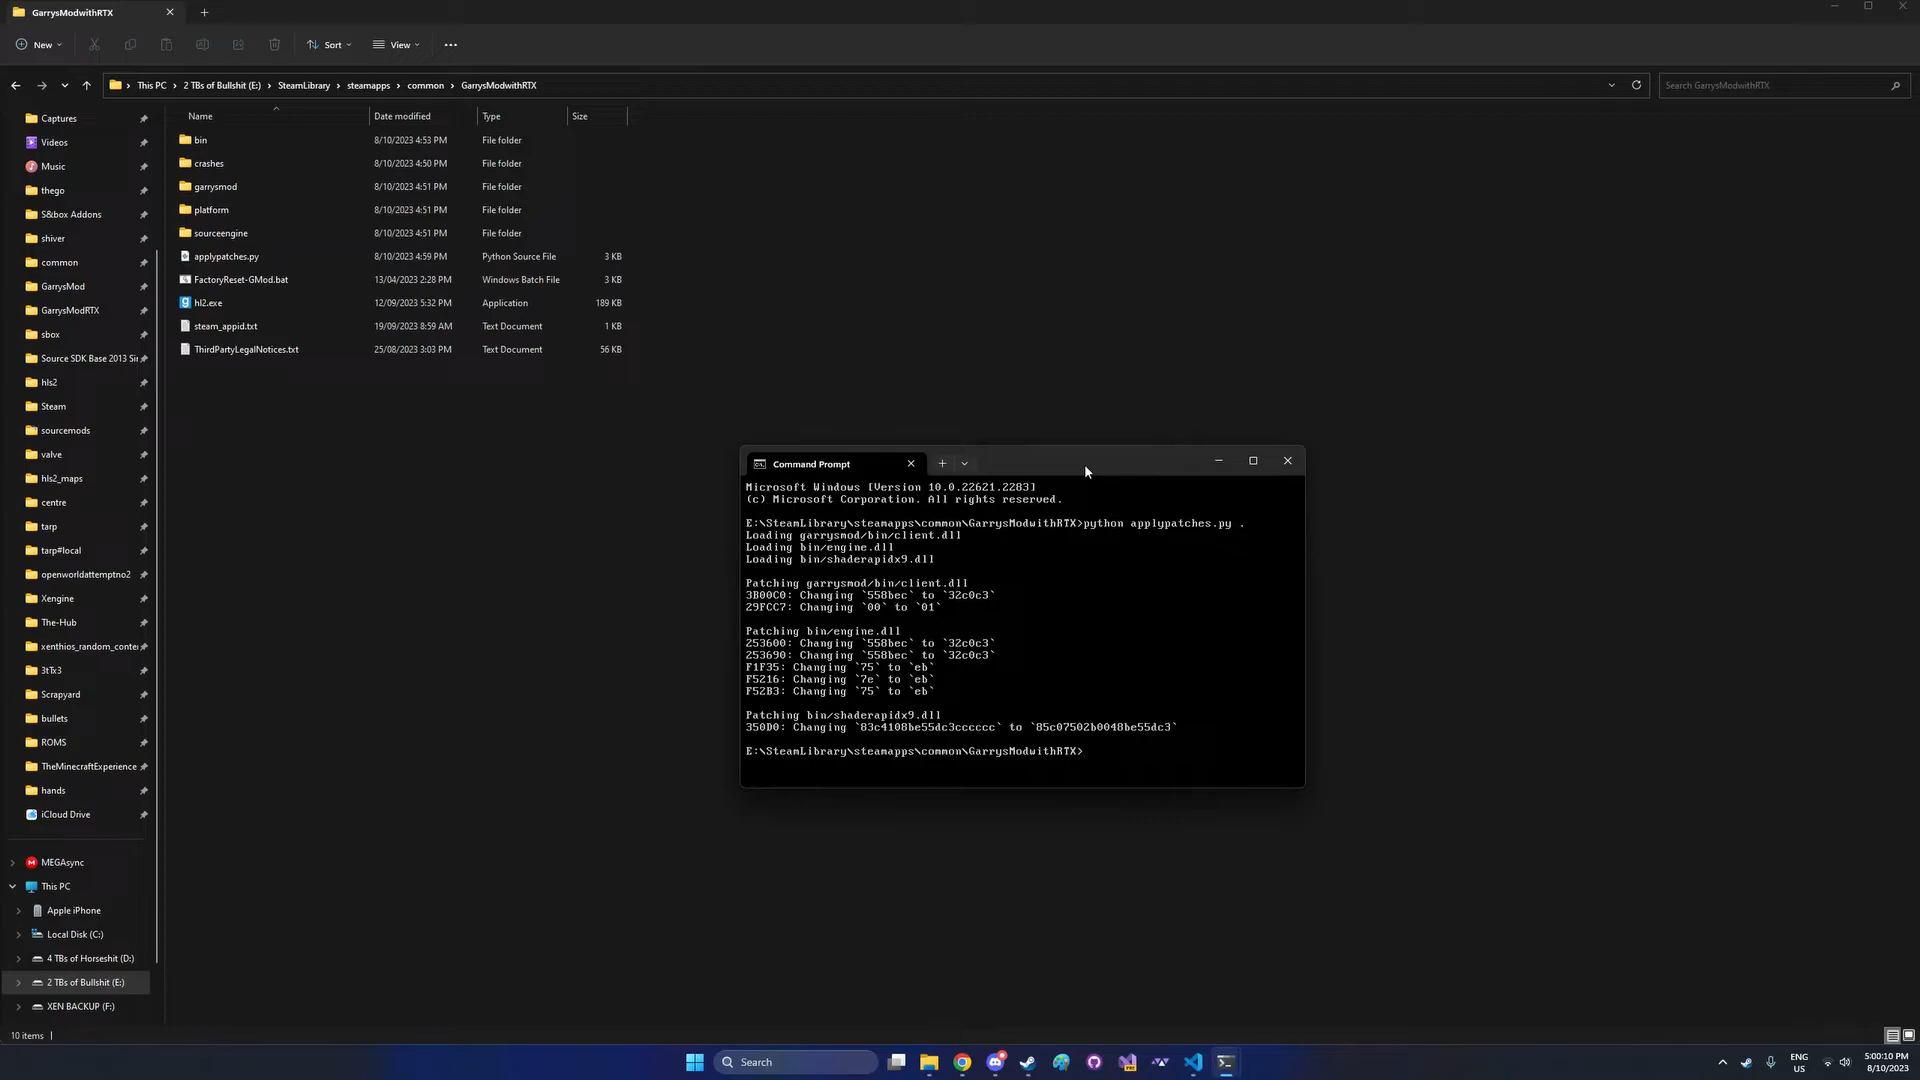 GarrysModwithRTX
New
Sort
View
This PC > 2 TBs of Bullshit (E:) > SteamLibrary > steamapps > common > GarrysModwithRTX
Search GarrysModwithRTX
Name Date modified Type Size
bin 8/10/2023 4:53 PM File folder
crashes 8/10/2023 4:50 PM File folder
garrysmod 8/10/2023 4:51 PM File folder
platform 8/10/2023 4:51 PM File folder
sourceengine 8/10/2023 4:51 PM File folder
applypatches.py 8/10/2023 4:59 PM Python Source File 3 KB
FactoryReset-GMod.bat 13/04/2023 2:28 PM Windows Batch File 3 KB
hl2.exe 12/09/2023 5:32 PM Application 189 KB
steam_appid.txt 19/09/2023 8:59 AM Text Document 1 KB
ThirdPartyLegalNotices.txt 25/08/2023 3:03 PM Text Document 56 KB
Captures
Videos
Music
thego
S&box Addons
shiver
common
GarrysMod
GarrysModRTX
sbox
Source SDK Base 2013 Sin
hls2
Steam
sourcemods
valve
hls2_maps
centre
tarp
tarp#local
openworldattemptno2
Xengine
The-Hub
xenthios_random_conte
3tTx3
Scrapyard
bullets
ROMS
TheMinecraftExperience
hands
iCloud Drive
MEGAsync
This PC
Apple iPhone
Local Disk (C:)
4 TBs of Horseshit (D:)
2 TBs of Bullshit (E:)
XEN BACKUP (F:)
10 items
Command Prompt
Microsoft Windows [Version 10.0.22621.2283]
(c) Microsoft Corporation. All rights reserved.
E:\SteamLibrary\steamapps\common\GarrysModwithRTX>python applypatches.py .
Loading garrysmod/bin/client.dll
Loading bin/engine.dll
Loading bin/shaderapidx9.dll
Patching garrysmod/bin/client.dll
3B00C0: Changing `558bec` to `32c0c3`
29FCC7: Changing `00` to `01`
Patching bin/engine.dll
253600: Changing `558bec` to `32c0c3`
253690: Changing `558bec` to `32c0c3`
F1F35: Changing `75` to `eb`
F5216: Changing `7e` to `eb`
F52B3: Changing `75` to `eb`
Patching bin/shaderapidx9.dll
350D0: Changing `83c4108be55dc3cccccc` to `85c07502b0048be55dc3`
E:\SteamLibrary\steamapps\common\GarrysModwithRTX>
Search
ENG
US
5:00:10 PM
8/10/2023